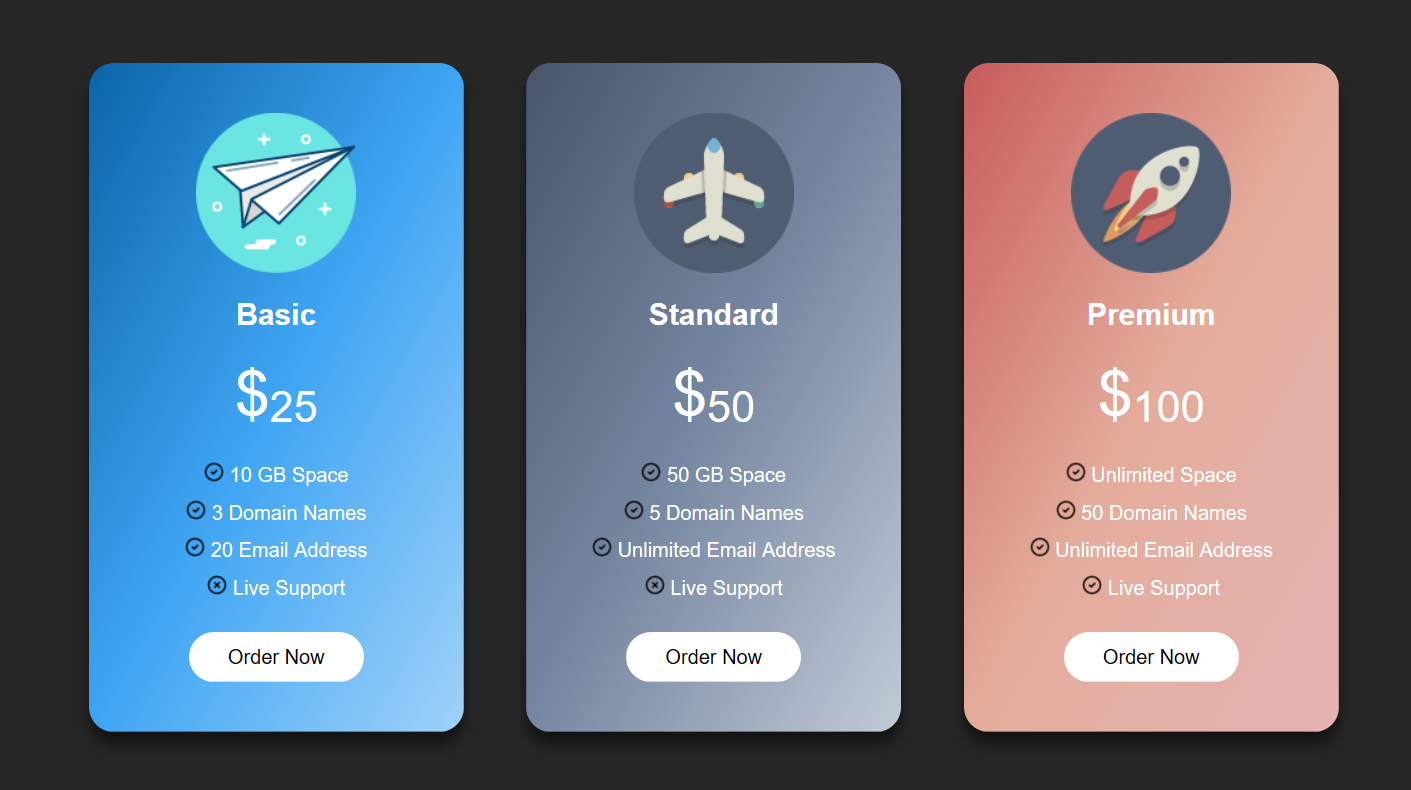 Basic
$25
10 GB Space
3 Domain Names
20 Email Address
Live Support
Order Now
Standard
$50
50 GB Space
5 Domain Names
Unlimited Email Address
Live Support
Order Now
Premium
$100
Unlimited Space
50 Domain Names
Unlimited Email Address
Live Support
Order Now